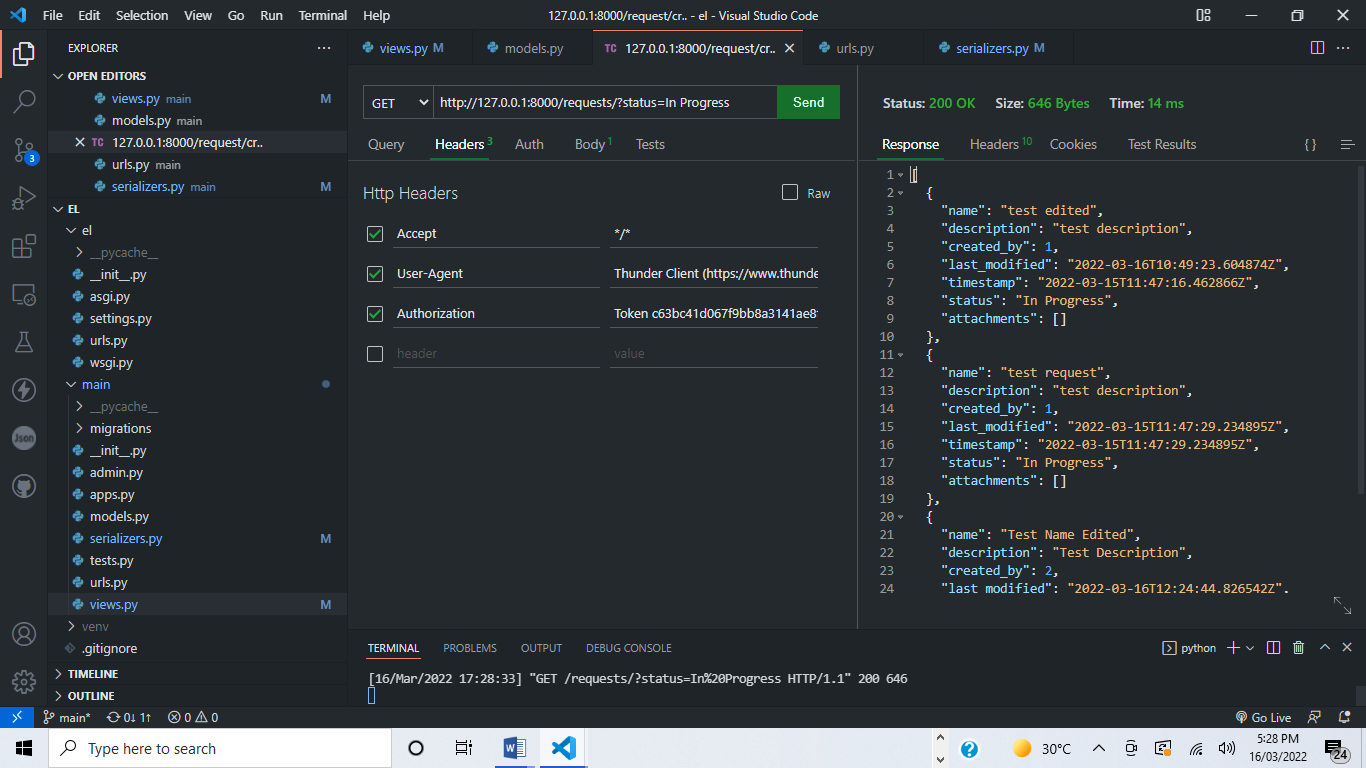 File Edit Selection View Go Run Terminal Help 127.0.0.1:8000/request/cr.. - el - Visual Studio Code
EXPLORER
OPEN EDITORS
views.py main M
models.py main
TC 127.0.0.1:8000/request/cr..
urls.py main
serializers.py main M
EL
el
__pycache__
__init__.py
asgi.py
settings.py
urls.py
wsgi.py
main
__pycache__
migrations
__init__.py
admin.py
apps.py
models.py
serializers.py M
tests.py
urls.py
views.py M
venv
.gitignore
TIMELINE
OUTLINE
3
Json
views.py M models.py TC 127.0.0.1:8000/request/cr.. urls.py serializers.py M
GET http://127.0.0.1:8000/requests/?status=In Progress Send
Query Headers 3 Auth Body 1 Tests
Http Headers Raw
Accept */*
User-Agent Thunder Client (https://www.thunde
Authorization Token c63bc41d067f9bb8a3141ae8
header value
Status: 200 OK Size: 646 Bytes Time: 14 ms
Response Headers 10 Cookies Test Results { }
1 [
2 {
3 "name": "test edited",
4 "description": "test description",
5 "created_by": 1,
6 "last_modified": "2022-03-16T10:49:23.604874Z",
7 "timestamp": "2022-03-15T11:47:16.462866Z",
8 "status": "In Progress",
9 "attachments": []
10 },
11 {
12 "name": "test request",
13 "description": "test description",
14 "created_by": 1,
15 "last_modified": "2022-03-15T11:47:29.234895Z",
16 "timestamp": "2022-03-15T11:47:29.234895Z",
17 "status": "In Progress",
18 "attachments": []
19 },
20 {
21 "name": "Test Name Edited",
22 "description": "Test Description",
23 "created_by": 2,
24 "last_modified": "2022-03-16T12:24:44.826542Z",
TERMINAL PROBLEMS OUTPUT DEBUG CONSOLE python
[16/Mar/2022 17:28:33] "GET /requests/?status=In%20Progress HTTP/1.1" 200 646
main* 0↓ 1↑ 0 0 Go Live
Type here to search W 30°C 5:28 PM
16/03/2022 24